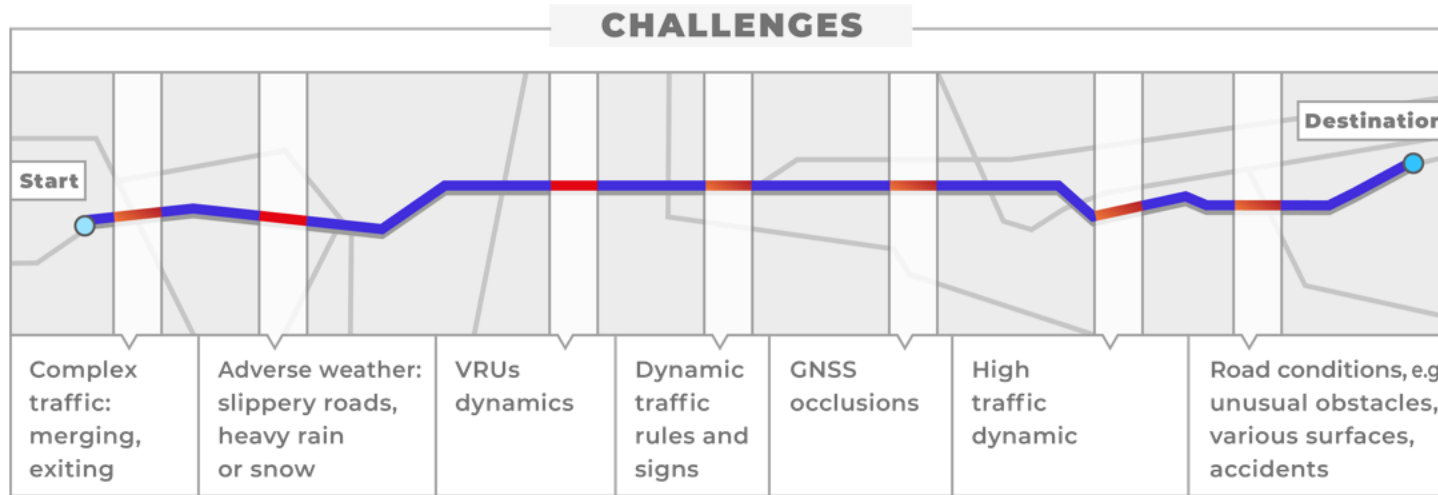 CHALLENGES
Start
Destination
Complex
traffic:
merging,
exiting
Adverse weather:
slippery roads,
heavy rain
or snow
VRUs
dynamics
Dynamic
traffic
rules and
signs
GNSS
occlusions
High
traffic
dynamic
Road conditions, e.g
unusual obstacles,
various surfaces,
accidents